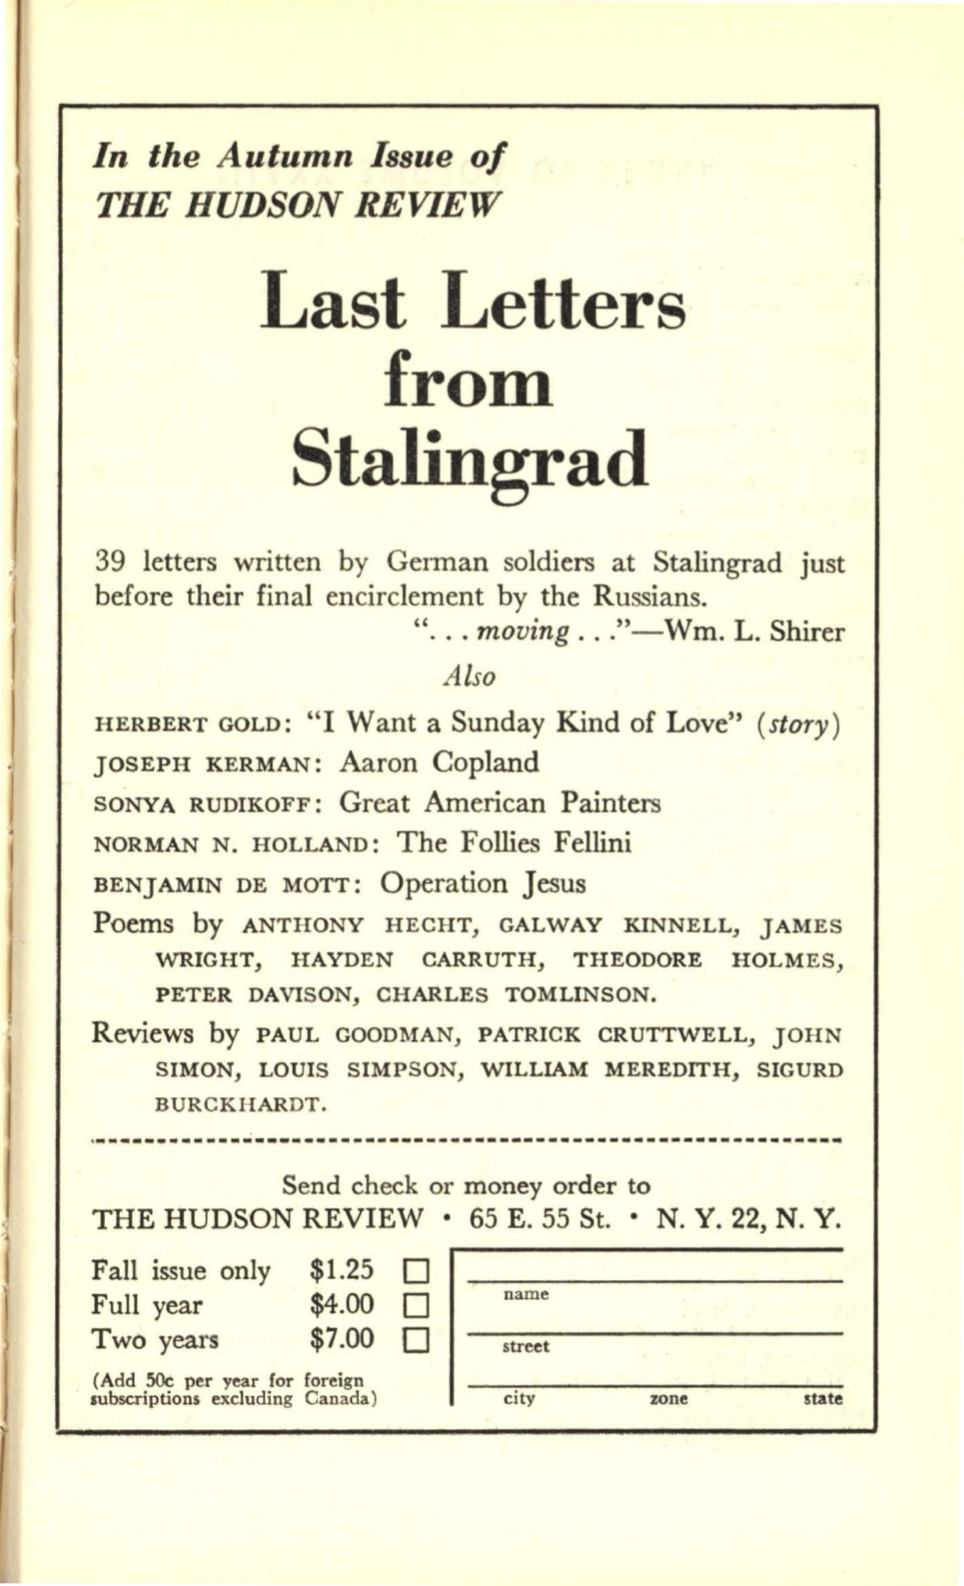 In the Autumn Issue of
THE HUDSON REVIEW
Last Letters
from
Stalingrad
39 letters written by German soldiers at Stalingrad just
before their final encirclement by the Russians.
“. . . moving . . .”—Wm. L. Shirer
Also
HERBERT GOLD: “I Want a Sunday Kind of Love” (story)
JOSEPH KERMAN: Aaron Copland
SONYA RUDIKOFF: Great American Painters
NORMAN N. HOLLAND: The Follies Fellini
BENJAMIN DE MOTT: Operation Jesus
Poems by ANTHONY HECHT, GALWAY KINNELL, JAMES
WRIGHT, HAYDEN CARRUTH, THEODORE HOLMES,
PETER DAVISON, CHARLES TOMLINSON.
Reviews by PAUL GOODMAN, PATRICK CRUTTWELL, JOHN
SIMON, LOUIS SIMPSON, WILLIAM MEREDITH, SIGURD
BURCKHARDT.
Send check or money order to
THE HUDSON REVIEW • 65 E. 55 St. • N. Y. 22, N. Y.
Fall issue only $1.25
Full year $4.00
Two years $7.00
(Add 50c per year for foreign
subscriptions excluding Canada)
name
street
city zone state